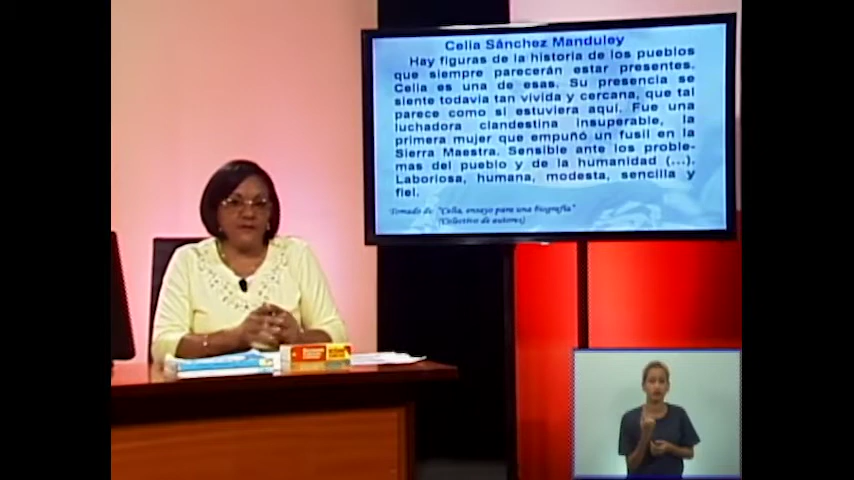 Celia Sánchez Manduley
Hay figuras de la historia de los pueblos
que siempre parecerán estar presentes.
Celia es una de esas. Su presencia se
siente todavía tan vívida y cercana, que tal
parece como si estuviera aquí. Fue una
luchadora clandestina insuperable, la
primera mujer que empuñó un fusil en la
Sierra Maestra. Sensible ante los proble-
mas del pueblo y de la humanidad (...).
Laboriosa, humana, modesta, sencilla y
fiel.
Tomado de "Celia, ensayo para una biografía"
(Colectivo de autores)